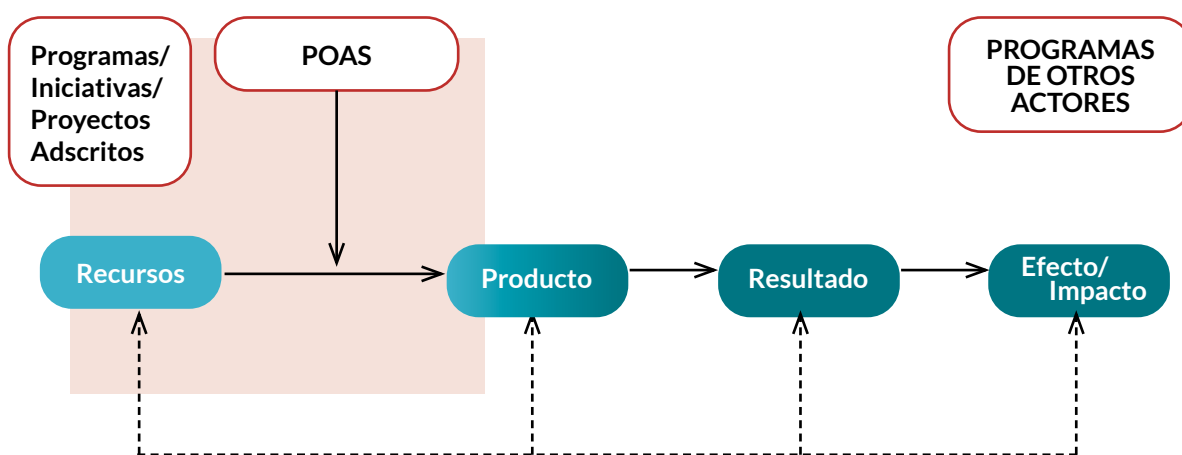 Programas/
Iniciativas/
Proyectos
Adscritos
POAS
PROGRAMAS
DE OTROS
ACTORES
Recursos
Producto
Resultado
Efecto/
Impacto